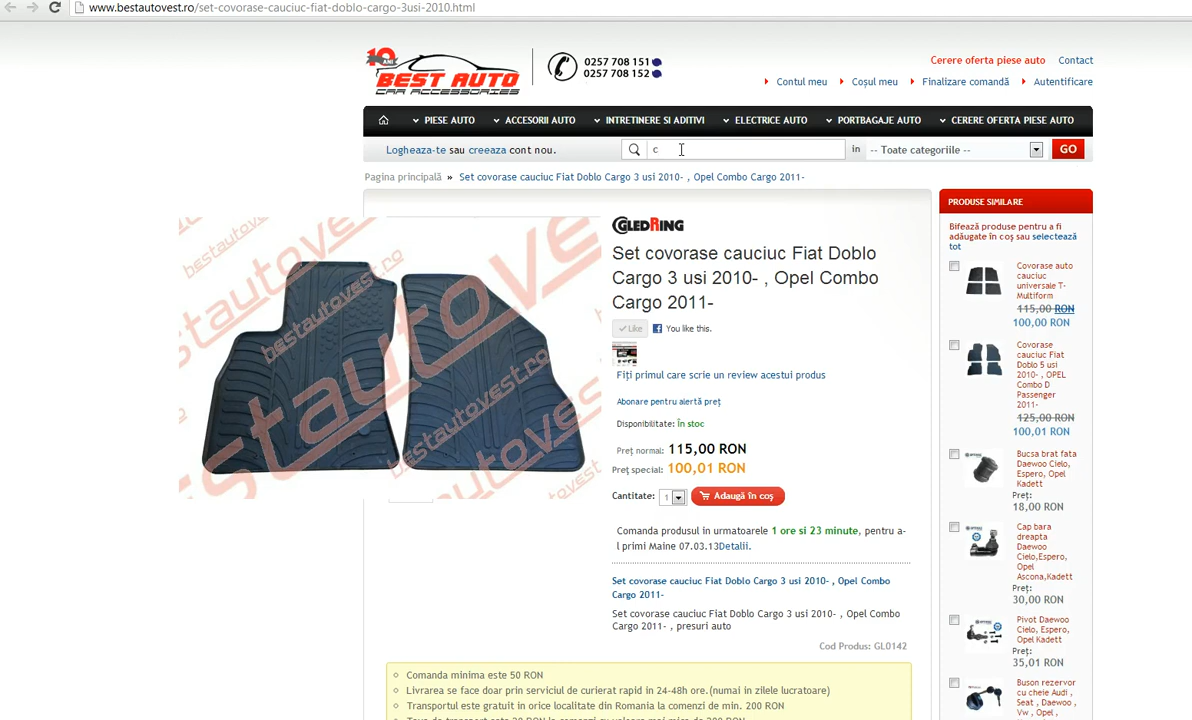 www.bestautovest.ro/set-covorase-cauciuc-fiat-doblo-cargo-3usi-2010.html
10 ANI
BEST AUTO
CAR ACCESSORIES
0257 708 151
0257 708 152
Cerere oferta piese auto Contact
Contul meu Coșul meu Finalizare comandă Autentificare
PIESE AUTO ACCESORII AUTO INTRETINERE SI ADITIVI ELECTRICE AUTO PORTBAGAJE AUTO CERERE OFERTA PIESE AUTO
Logheaza-te sau creeaza cont nou. c in -- Toate categoriile -- GO
Pagina principală » Set covorase cauciuc Fiat Doblo Cargo 3 usi 2010- , Opel Combo Cargo 2011-
bestautovest.ro
GLEDRING
Set covorase cauciuc Fiat Doblo
Cargo 3 usi 2010- , Opel Combo
Cargo 2011-
Like You like this.
Fiți primul care scrie un review acestui produs
Abonare pentru alertă preț
Disponibilitate: În stoc
Preț normal: 115,00 RON
Preț special: 100,01 RON
Cantitate: 1 Adaugă în coș
Comanda produsul in urmatoarele 1 ore si 23 minute, pentru a-
l primi Maine 07.03.13Detalii.
Set covorase cauciuc Fiat Doblo Cargo 3 usi 2010- , Opel Combo
Cargo 2011-
Set covorase cauciuc Fiat Doblo Cargo 3 usi 2010- , Opel Combo
Cargo 2011- , presuri auto
Cod Produs: GL0142
Comanda minima este 50 RON
Livrarea se face doar prin serviciul de curierat rapid in 24-48h ore.(numai in zilele lucratoare)
Transportul este gratuit in orice localitate din Romania la comenzi de min. 200 RON
PRODUSE SIMILARE
Bifează produse pentru a fi
adăugate în coș sau selectează
tot
Covorase auto
cauciuc
universale T-
Multiform
115,00 RON
100,00 RON
Covorase
cauciuc Fiat
Doblo 5 usi
2010- , OPEL
Combo D
Passenger
2011-
125,00 RON
100,01 RON
Bucsa brat fata
Daewoo Cielo,
Espero, Opel
Kadett
Preț:
18,00 RON
Cap bara
dreapta
Daewoo
Cielo,Espero,
Opel
Ascona,Kadett
Preț:
30,00 RON
Pivot Daewoo
Cielo, Espero,
Opel Kadett
Preț:
35,01 RON
Buson rezervor
cu cheie Audi ,
Seat , Daewoo ,
Vw , Opel ,